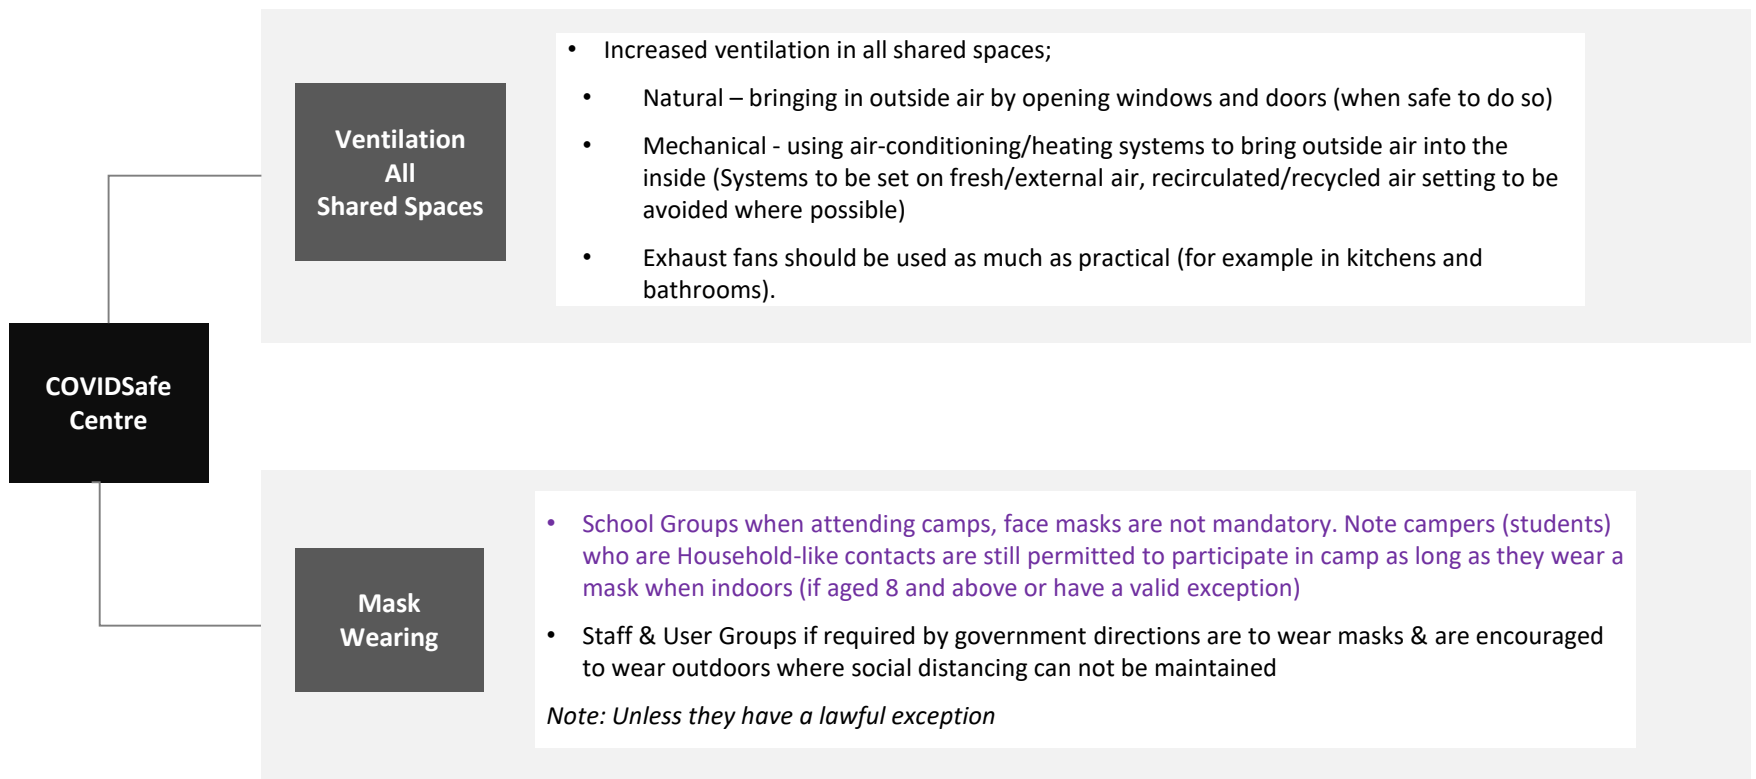 • Increased ventilation in all shared spaces;
• Natural – bringing in outside air by opening windows and doors (when safe to do so)
• Mechanical - using air-conditioning/heating systems to bring outside air into the
inside (Systems to be set on fresh/external air, recirculated/recycled air setting to be
avoided where possible)
• Exhaust fans should be used as much as practical (for example in kitchens and
bathrooms).
Ventilation
All
Shared Spaces
COVIDSafe
Centre
• School Groups when attending camps, face masks are not mandatory. Note campers (students)
who are Household-like contacts are still permitted to participate in camp as long as they wear a
mask when indoors (if aged 8 and above or have a valid exception)
• Staff & User Groups if required by government directions are to wear masks & are encouraged
to wear outdoors where social distancing can not be maintained
Note: Unless they have a lawful exception
Mask
Wearing